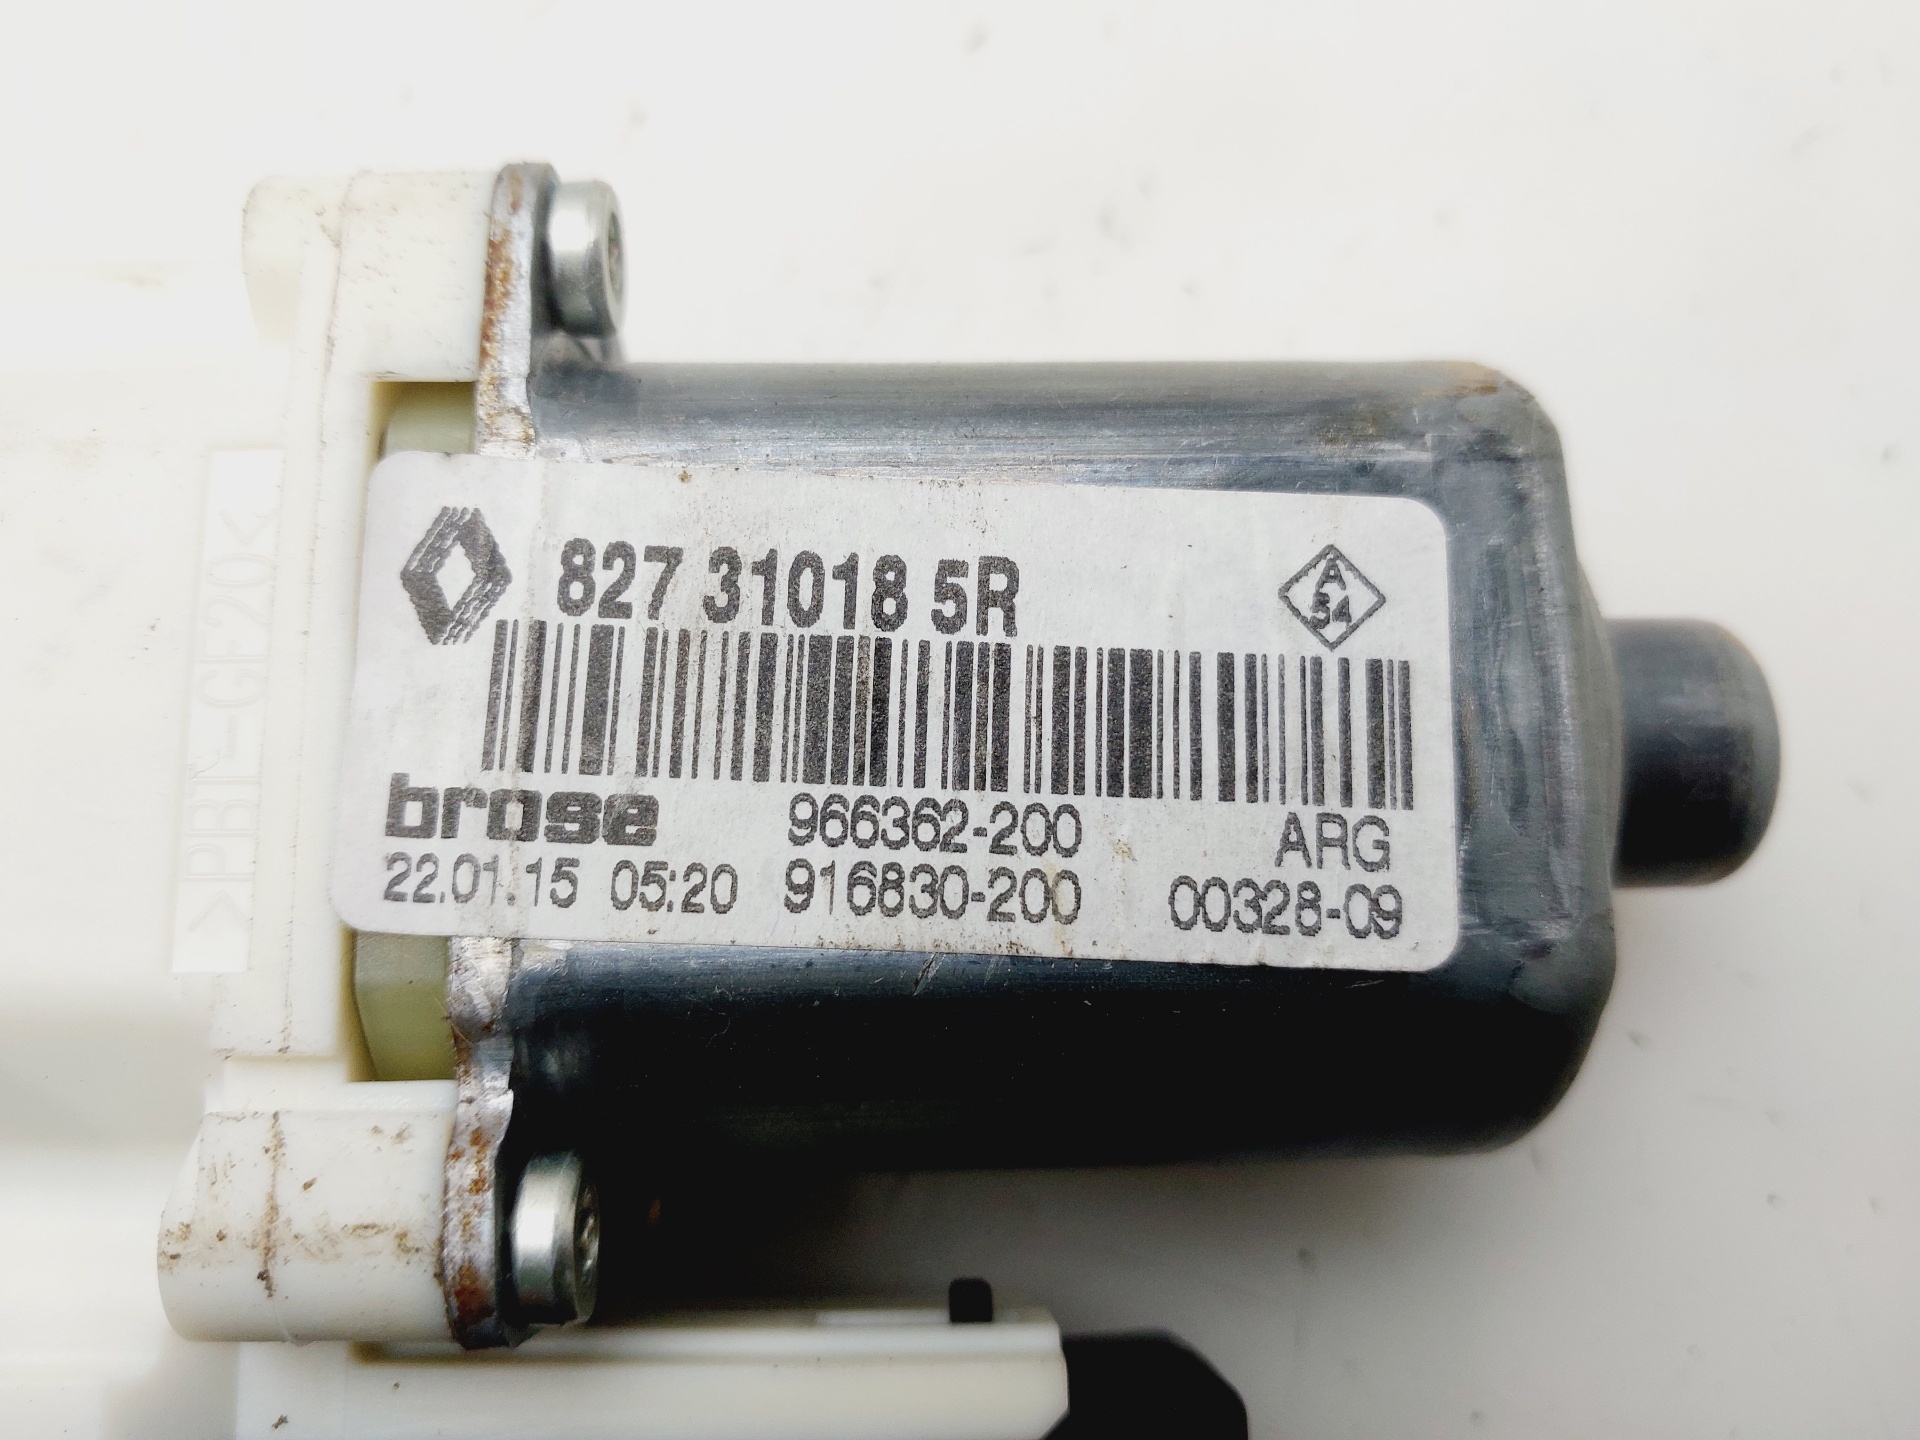 827 31018 5R
A
54
brose 966362-200 ARG
22.01.15 05:20 916830-200 00328-09
>PBT-GF20<